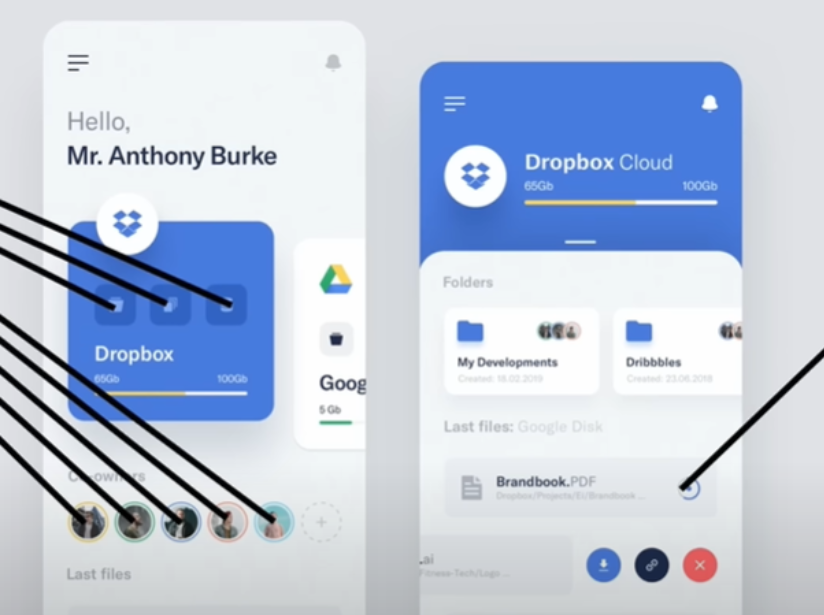 Hello,
Mr. Anthony Burke
Dropbox
65Gb 100Gb
Goog
5 Gb
Co-owners
Last files
Dropbox Cloud
65Gb 100Gb
Folders
My Developments
Created: 18.02.2019
Dribbbles
Created: 23.06.2018
Last files: Google Disk
Brandbook.PDF
Dropbox/Projects/Ei/Brandbook ...
.ai
Fitness-Tech/Logo ...